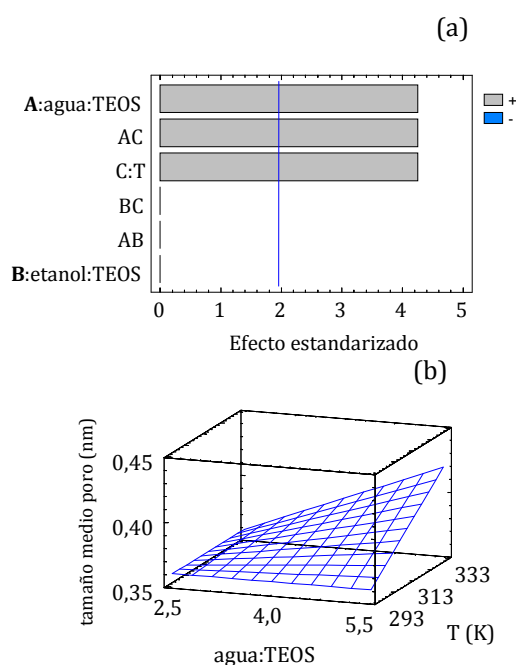 (a)
A:agua:TEOS
AC
C:T
BC
AB
B:etanol:TEOS
+
-
0 1 2 3 4 5
Efecto estandarizado
(b)
tamaño medio poro (nm)
0,45
0,40
0,35
2,5 4,0 5,5
293 313 333
T (K)
agua:TEOS